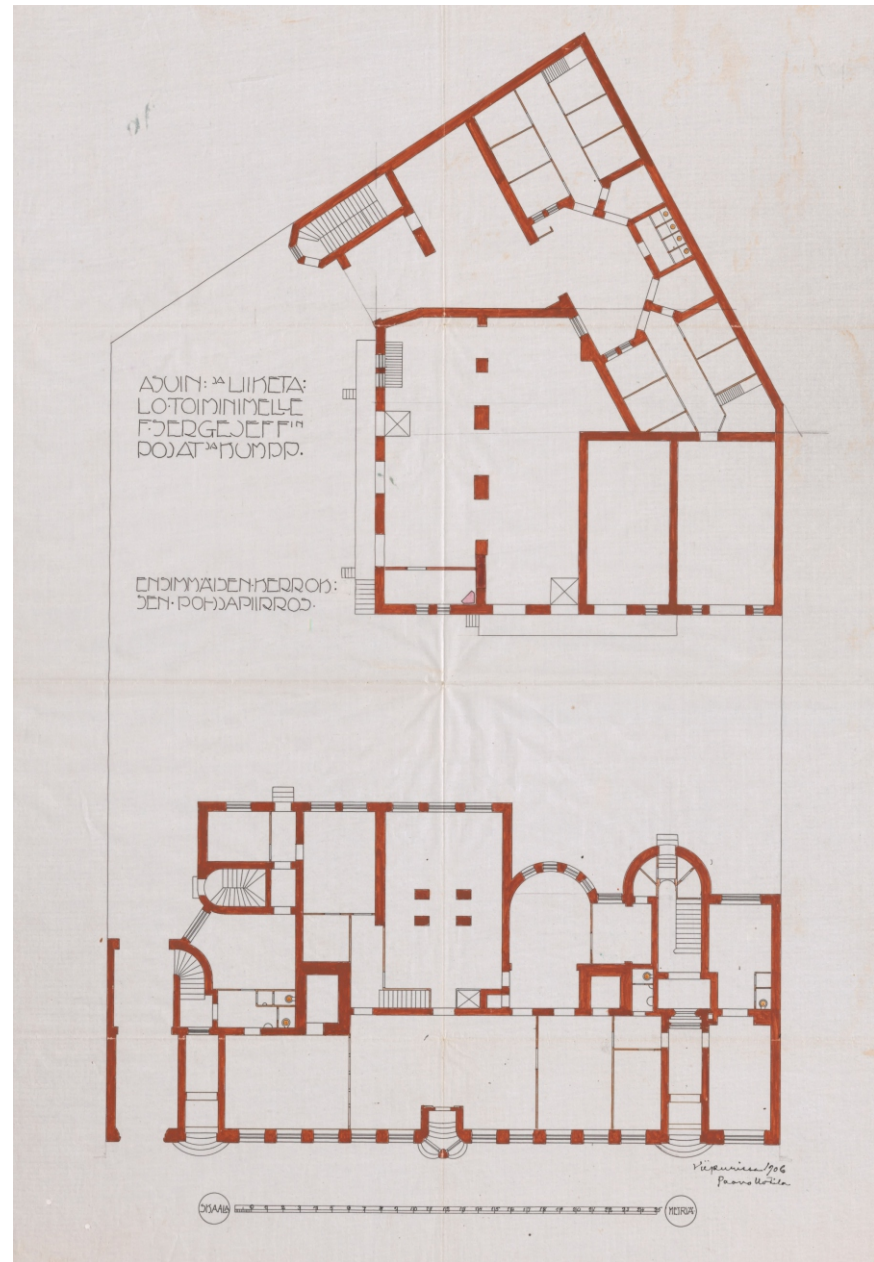 ASUIN: JA LIIKETA:
LO·TOIMINIMELLE
F·SERGEJEFF'IN
POJAT JA KUMPP.
ENSIMMÄISEN·KERROK:
SEN·POHJAPIIRROS·
Viipurissa 1906
Paavo Uotila
SKAALA
METRIÄ